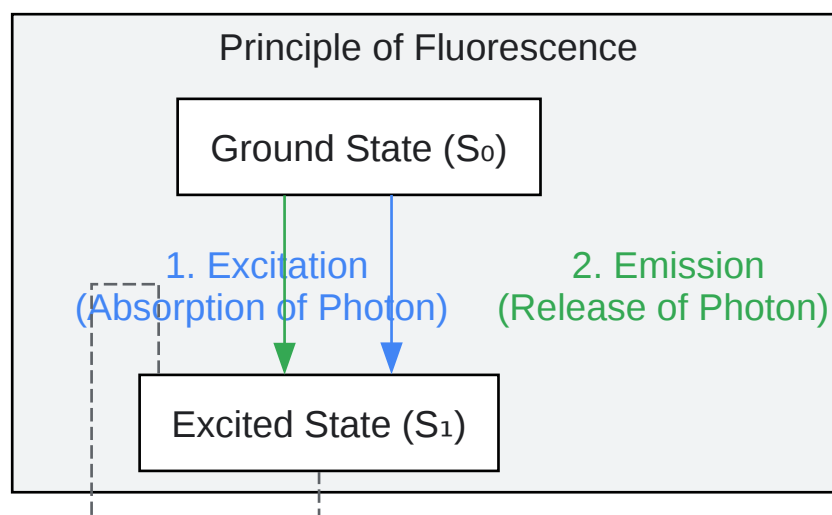 Principle of Fluorescence
Ground State (S₀)
1. Excitation
(Absorption of Photon)
2. Emission
(Release of Photon)
Excited State (S₁)